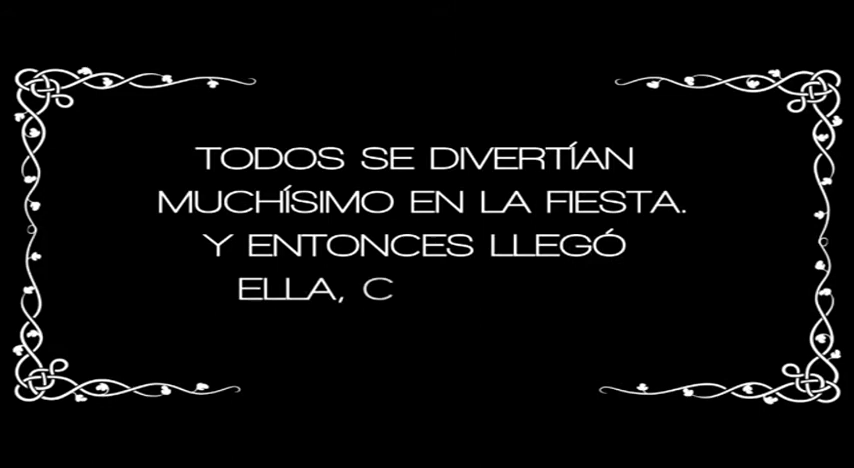 TODOS SE DIVERTÍAN
MUCHÍSIMO EN LA FIESTA.
Y ENTONCES LLEGÓ
ELLA, C